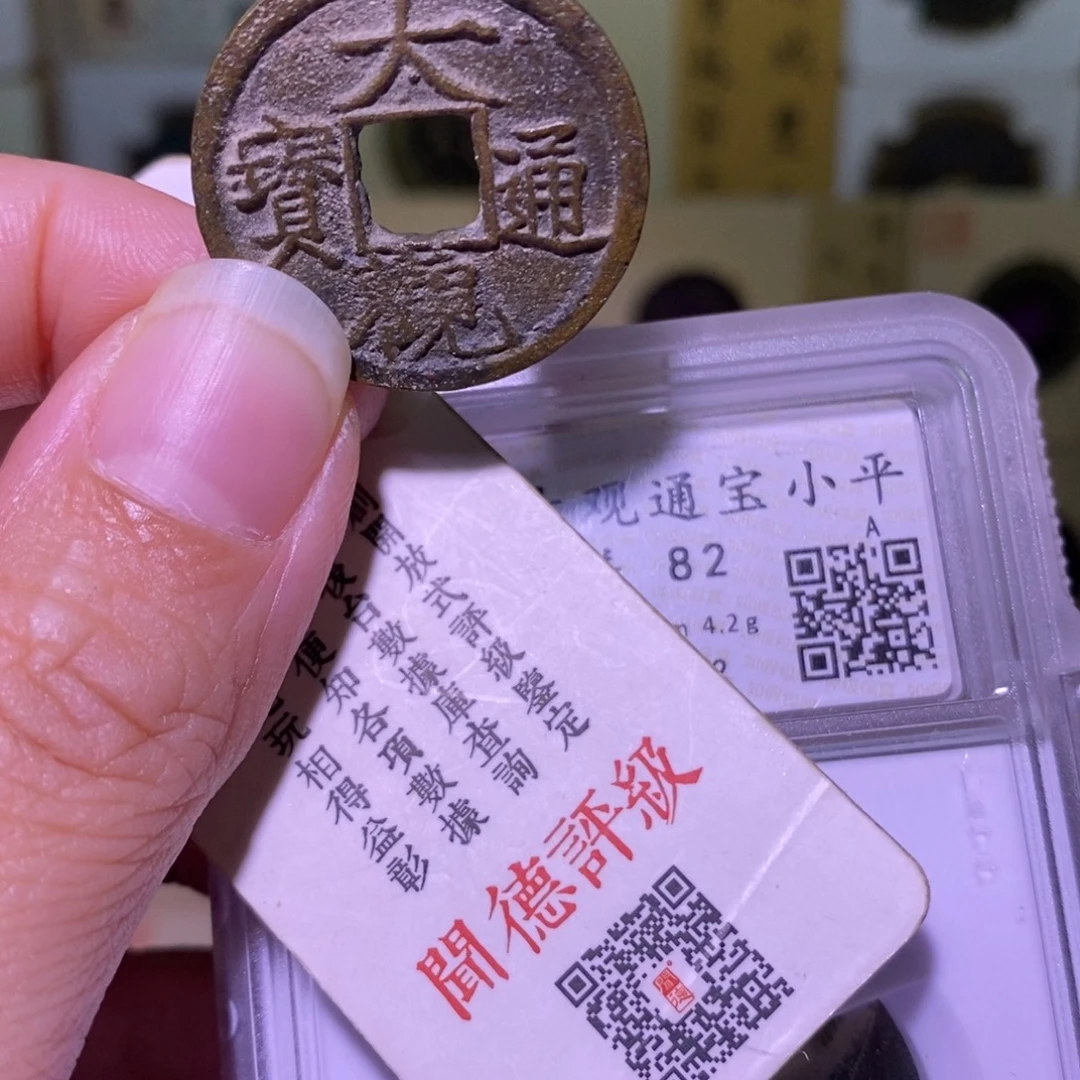 大觀通寶
观通宝小平
A
82
4.2g
開放式評級鑒定
後台數據庫查詢
便知各項數據
玩相得益彰
聞德評級